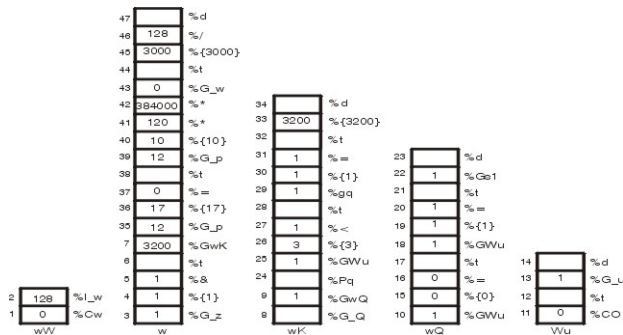 2 128 %l_w
1 0 %Cw
wW
47 %d
46 128 %/
45 3000 %{3000}
44 %t
43 0 %G_w
42 384000 %*
41 120 %*
40 10 %{10}
39 12 %G_p
38 %t
37 0 %=
36 17 %{17}
35 12 %G_p
7 3200 %GwK
6 %t
5 1 %&
4 1 %{1}
3 1 %G_z
w
34 %d
33 3200 %{3200}
32 %t
31 1 %=
30 1 %{1}
29 1 %gq
28 %t
27 1 %<
26 3 %{3}
25 1 %GWu
24 %Pq
9 1 %GwQ
8 %G_Q
wK
23 %d
22 1 %Ge1
21 %t
20 1 %=
19 1 %{1}
18 1 %GWu
17 %t
16 0 %=
15 0 %{0}
10 1 %GWu
wQ
14 %d
13 1 %G_u
12 %t
11 0 %CO
Wu